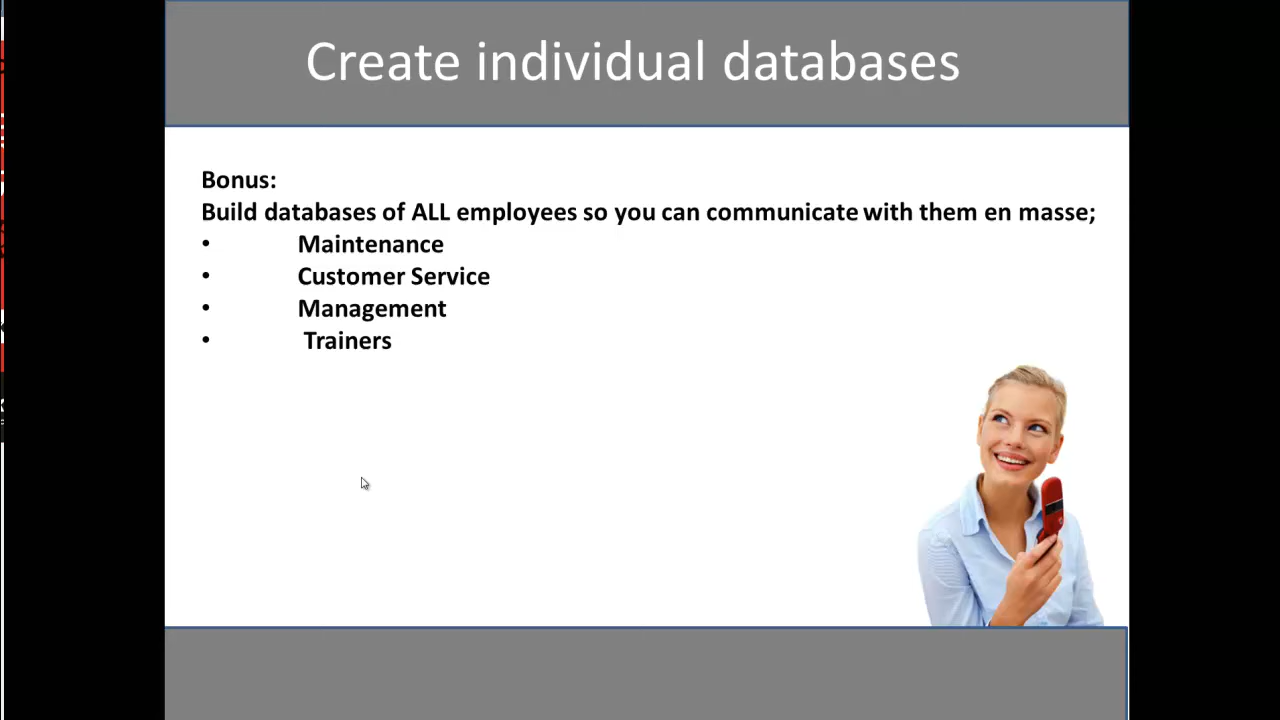 Create individual databases
Bonus:
Build databases of ALL employees so you can communicate with them en masse;
• Maintenance
• Customer Service
• Management
• Trainers